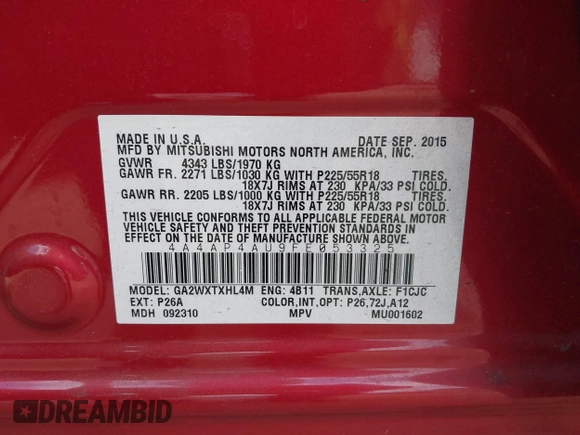 MADE IN U.S.A. DATE SEP. 2015
MFD BY MITSUBISHI MOTORS NORTH AMERICA, INC.
GVWR 4343 LBS/1970 KG
GAWR FR. 2271 LBS/1030 KG WITH P225/55R18 TIRES,
18X7J RIMS AT 230 KPA/33 PSI COLD.
GAWR RR. 2205 LBS/1000 KG WITH P225/55R18 TIRES,
18X7J RIMS AT 230 KPA/33 PSI COLD.
THIS VEHICLE CONFORMS TO ALL APPLICABLE FEDERAL MOTOR
VEHICLE SAFETY AND THEFT PREVENTION STANDARDS IN
EFFECT ON THE DATE OF MANUFACTURE SHOWN ABOVE.
4A4AP4AU9FE053325
MODEL: GA2WXTXHL4M ENG: 4B11 TRANS,AXLE: F1CJC
EXT: P26A COLOR,INT,OPT: P26,72J,A12
MDH 092310 MPV MU001602
DREAMBID